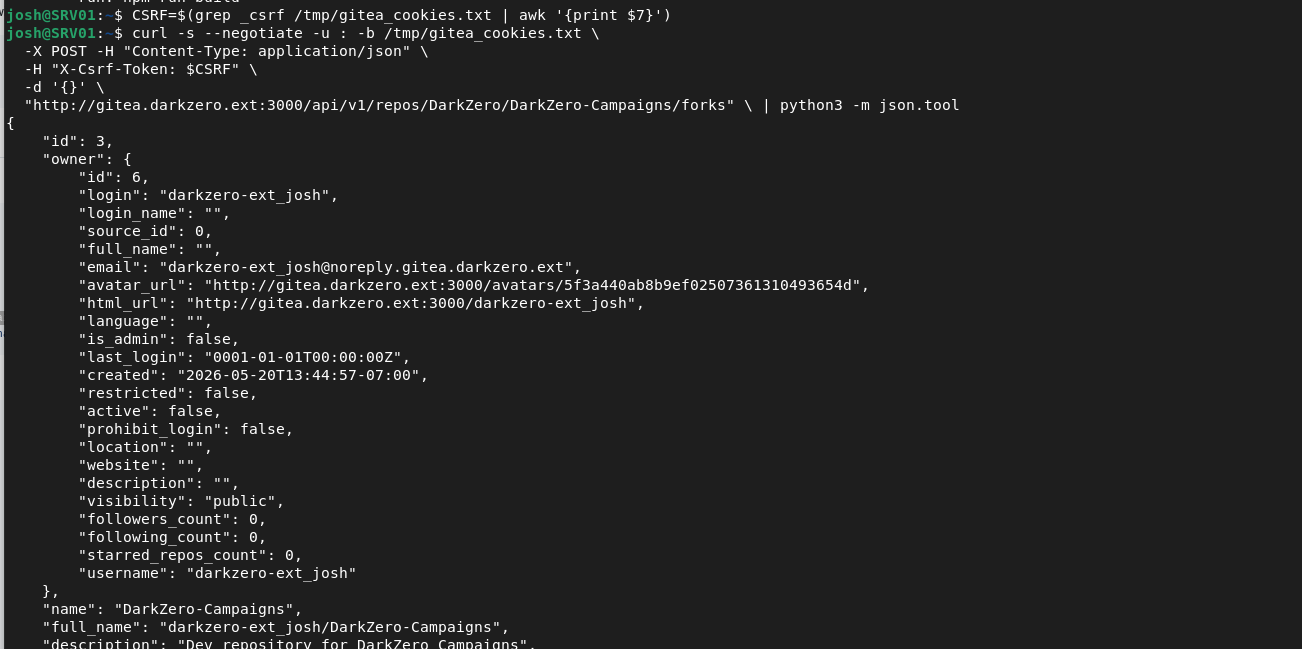 josh@SRV01:~$ CSRF=$(grep _csrf /tmp/gitea_cookies.txt | awk '{print $7}')
josh@SRV01:~$ curl -s --negotiate -u : -b /tmp/gitea_cookies.txt \
  -X POST -H "Content-Type: application/json" \
  -H "X-Csrf-Token: $CSRF" \
  -d '{}' \
  "http://gitea.darkzero.ext:3000/api/v1/repos/DarkZero/DarkZero-Campaigns/forks" \ | python3 -m json.tool
{
    "id": 3,
    "owner": {
        "id": 6,
        "login": "darkzero-ext_josh",
        "login_name": "",
        "source_id": 0,
        "full_name": "",
        "email": "darkzero-ext_josh@noreply.gitea.darkzero.ext",
        "avatar_url": "http://gitea.darkzero.ext:3000/avatars/5f3a440ab8b9ef02507361310493654d",
        "html_url": "http://gitea.darkzero.ext:3000/darkzero-ext_josh",
        "language": "",
        "is_admin": false,
        "last_login": "0001-01-01T00:00:00Z",
        "created": "2026-05-20T13:44:57-07:00",
        "restricted": false,
        "active": false,
        "prohibit_login": false,
        "location": "",
        "website": "",
        "description": "",
        "visibility": "public",
        "followers_count": 0,
        "following_count": 0,
        "starred_repos_count": 0,
        "username": "darkzero-ext_josh"
    },
    "name": "DarkZero-Campaigns",
    "full_name": "darkzero-ext_josh/DarkZero-Campaigns",
    "description": "Dev repository for DarkZero Campaigns",